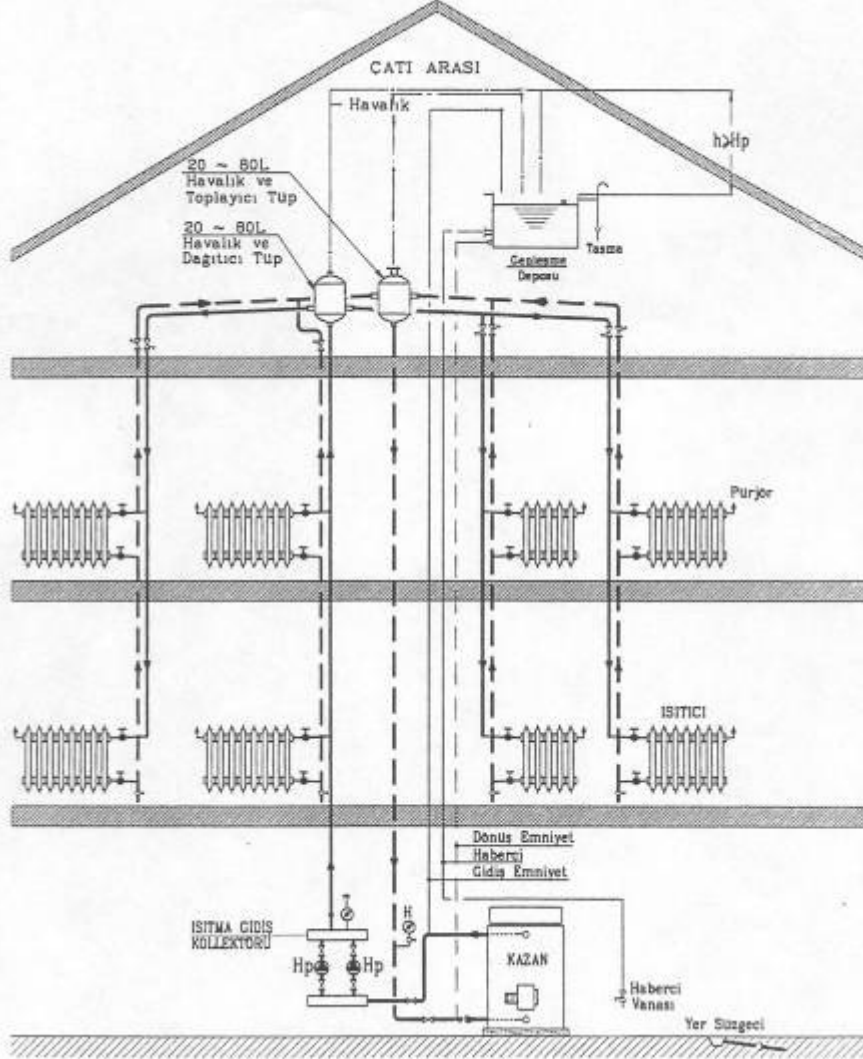 ÇATI ARASI
Havalık
h>Hp
20 ~ 80L
Havalık ve
Toplayıcı Tüp
20 ~ 80L
Havalık ve
Dağıtıcı Tüp
Taşma
Genleşme
Deposu
Pürjör
ISITICI
Dönüş Emniyet
Haberci
Gidiş Emniyet
T
H
ISITMA GİDİŞ
KOLLEKTÖRÜ
Hp
Hp
KAZAN
Haberci
Vanası
Yer Süzgeci